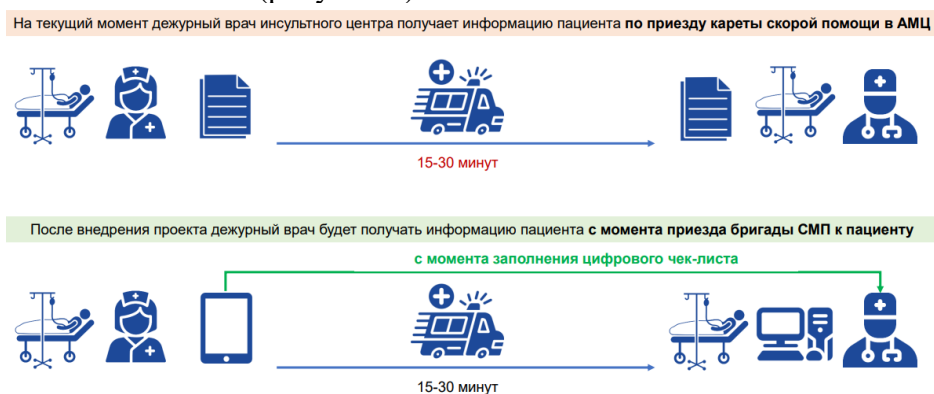 На текущий момент дежурный врач инсультного центра получает информацию пациента по приезду кареты скорой помощи в АМЦ
15-30 минут
После внедрения проекта дежурный врач будет получать информацию пациента с момента приезда бригады СМП к пациенту
с момента заполнения цифрового чек-листа
15-30 минут